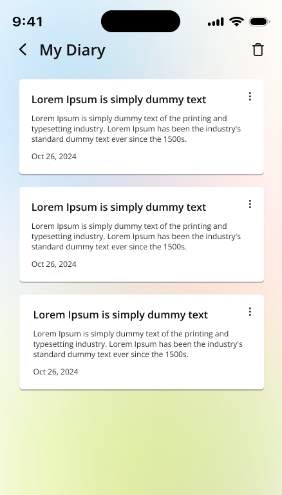 9:41
My Diary
Lorem Ipsum is simply dummy text
Lorem Ipsum is simply dummy text of the printing and
typesetting industry. Lorem Ipsum has been the industry's
standard dummy text ever since the 1500s.
Oct 26, 2024
Lorem Ipsum is simply dummy text
Lorem Ipsum is simply dummy text of the printing and
typesetting industry. Lorem Ipsum has been the industry's
standard dummy text ever since the 1500s.
Oct 26, 2024
Lorem Ipsum is simply dummy text
Lorem Ipsum is simply dummy text of the printing and
typesetting industry. Lorem Ipsum has been the industry's
standard dummy text ever since the 1500s.
Oct 26, 2024